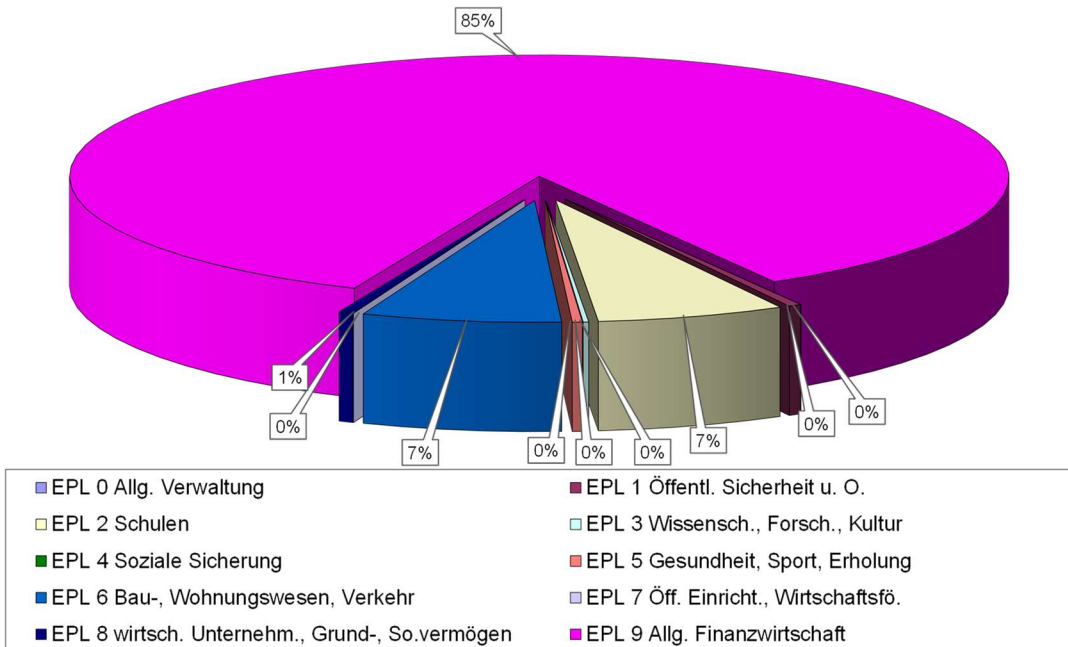 85%
1%
0%
7%
0%
0%
0%
7%
0%
0%
EPL 0 Allg. Verwaltung
EPL 1 Öffentl. Sicherheit u. O.
EPL 2 Schulen
EPL 3 Wissensch., Forsch., Kultur
EPL 4 Soziale Sicherung
EPL 5 Gesundheit, Sport, Erholung
EPL 6 Bau-, Wohnungswesen, Verkehr
EPL 7 Öff. Einricht., Wirtschaftsfö.
EPL 8 wirtsch. Unternehm., Grund-, So.vermögen
EPL 9 Allg. Finanzwirtschaft